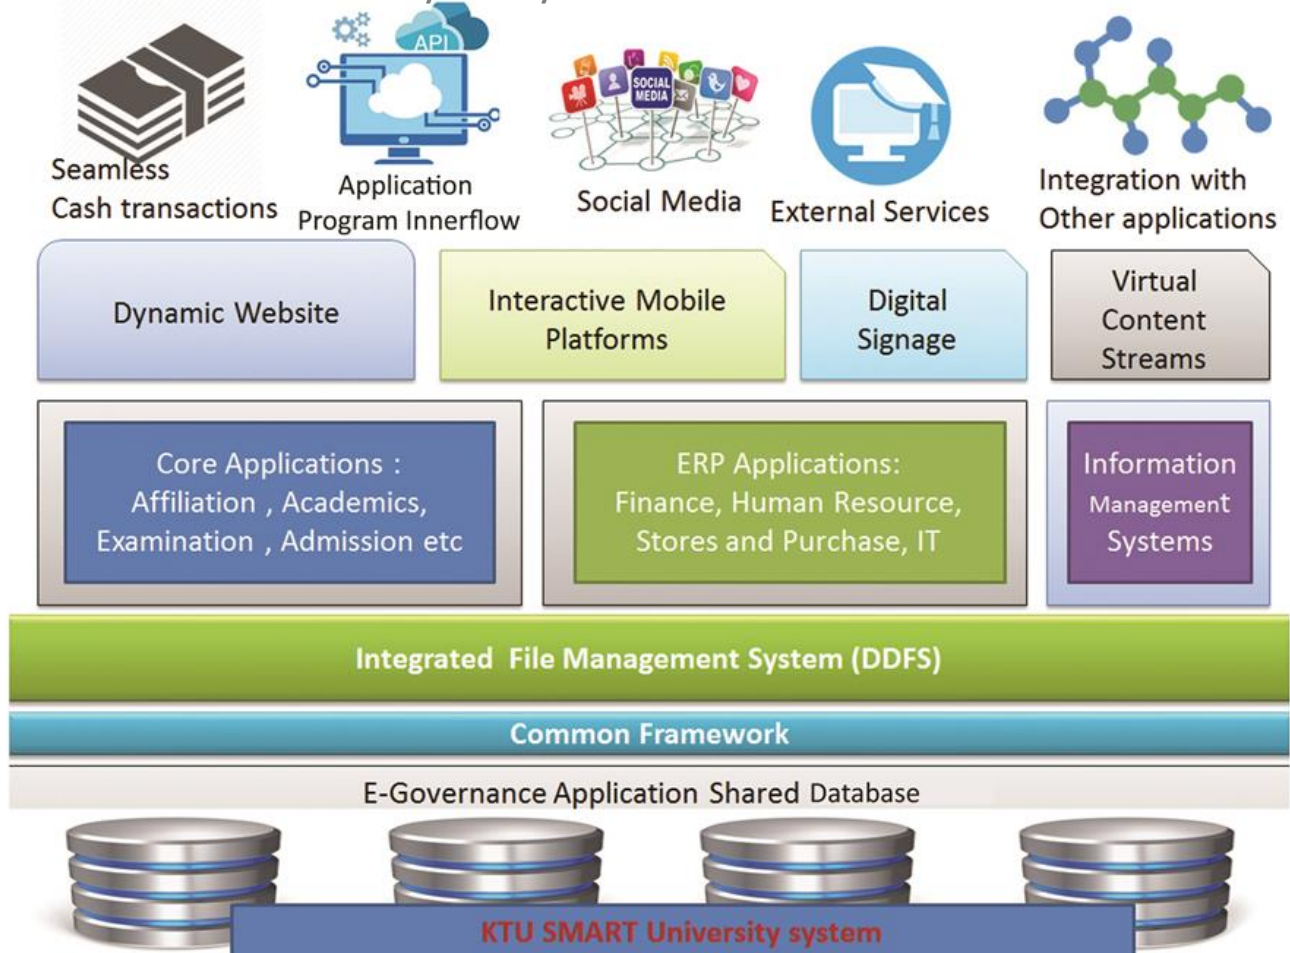 API
SOCIAL
MEDIA
Seamless
Cash transactions
Application
Program Innerflow
Social Media
External Services
Integration with
Other applications
Dynamic Website
Interactive Mobile
Platforms
Digital
Signage
Virtual
Content
Streams
Core Applications :
Affiliation , Academics,
Examination , Admission etc
ERP Applications:
Finance, Human Resource,
Stores and Purchase, IT
Information
Management
Systems
Integrated File Management System (DDFS)
Common Framework
E-Governance Application Shared Database
KTU SMART University system